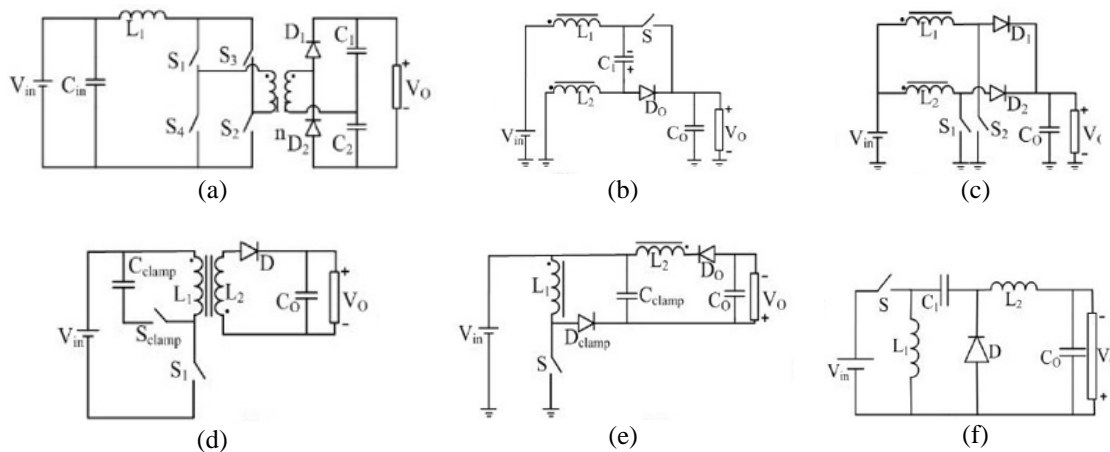 L1
S1
S3
D1
C1
+
Vin
Cin
VO
-
S4
S2
n
D2
C2
(a)
L1
S
-
C1
+
L2
DO
+
Vin
CO
VO
-
(b)
L1
D1
L2
D2
S1
S2
+
Vin
CO
VO
-
(c)
Cclamp
D
L1
L2
+
CO
VO
-
Sclamp
Vin
S1
(d)
L2
DO
-
L1
Cclamp
CO
VO
+
Vin
Dclamp
S
(e)
S
C1
L2
-
L1
D
Vin
CO
V
+
(f)